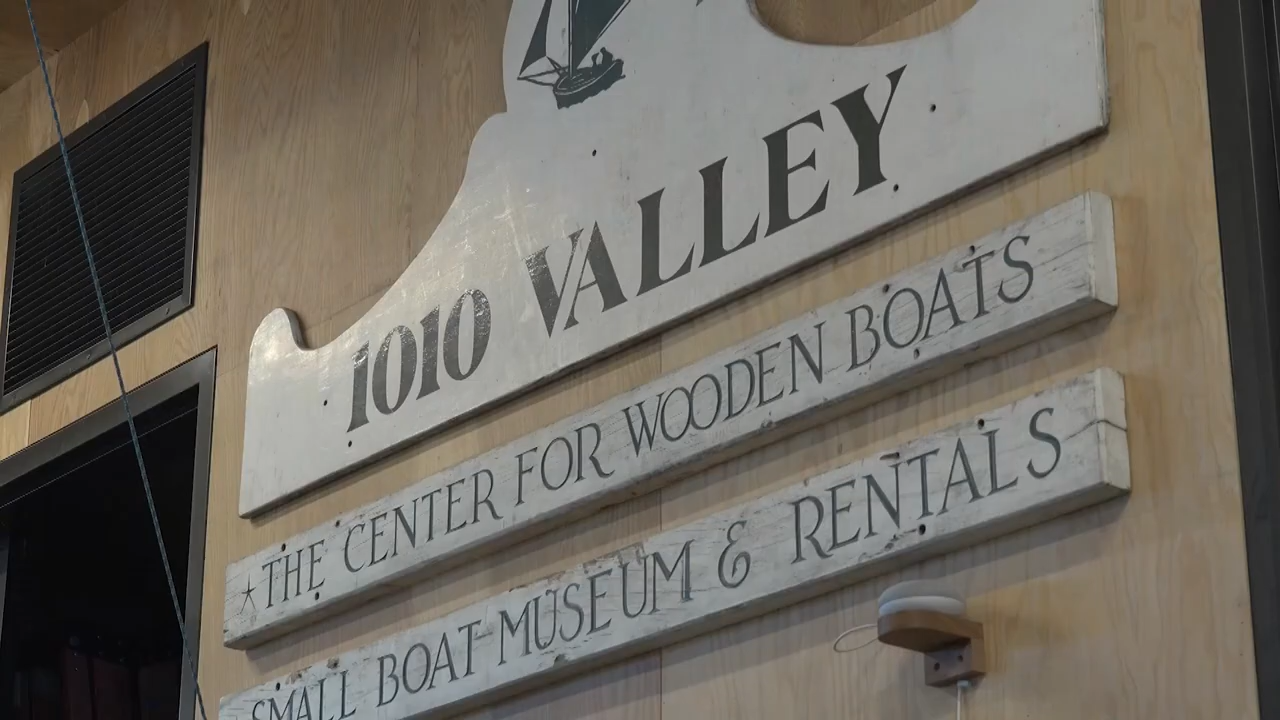 1010 VALLEY
★THE CENTER FOR WOODEN BOATS
SMALL BOAT MUSEUM & RENTALS